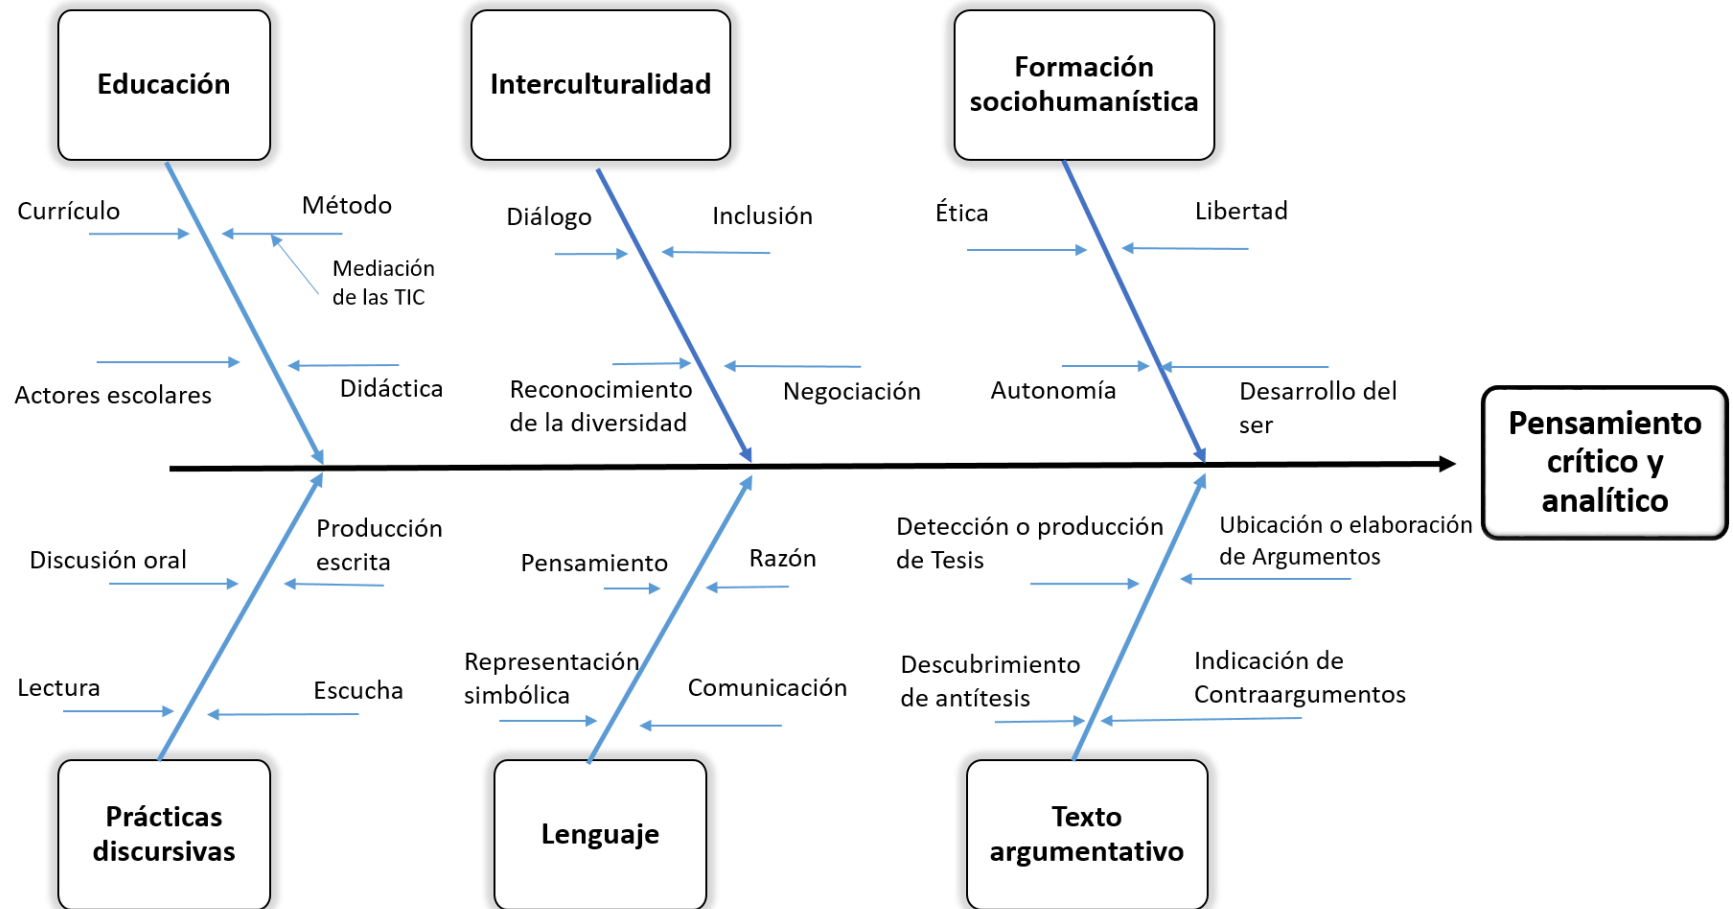 Educación
Interculturalidad
Formación
sociohumanística
Currículo
Método
Mediación
de las TIC
Actores escolares
Didáctica
Diálogo
Inclusión
Reconocimiento
de la diversidad
Negociación
Ética
Libertad
Autonomía
Desarrollo del
ser
Pensamiento
crítico y
analítico
Discusión oral
Producción
escrita
Lectura
Escucha
Pensamiento
Razón
Representación
simbólica
Comunicación
Detección o producción
de Tesis
Ubicación o elaboración
de Argumentos
Descubrimiento
de antítesis
Indicación de
Contraargumentos
Prácticas
discursivas
Lenguaje
Texto
argumentativo